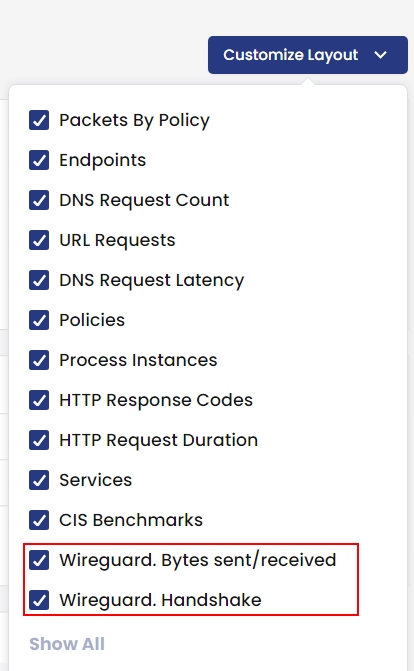 Customize Layout
Packets By Policy
Endpoints
DNS Request Count
URL Requests
DNS Request Latency
Policies
Process Instances
HTTP Response Codes
HTTP Request Duration
Services
CIS Benchmarks
Wireguard. Bytes sent/received
Wireguard. Handshake
Show All